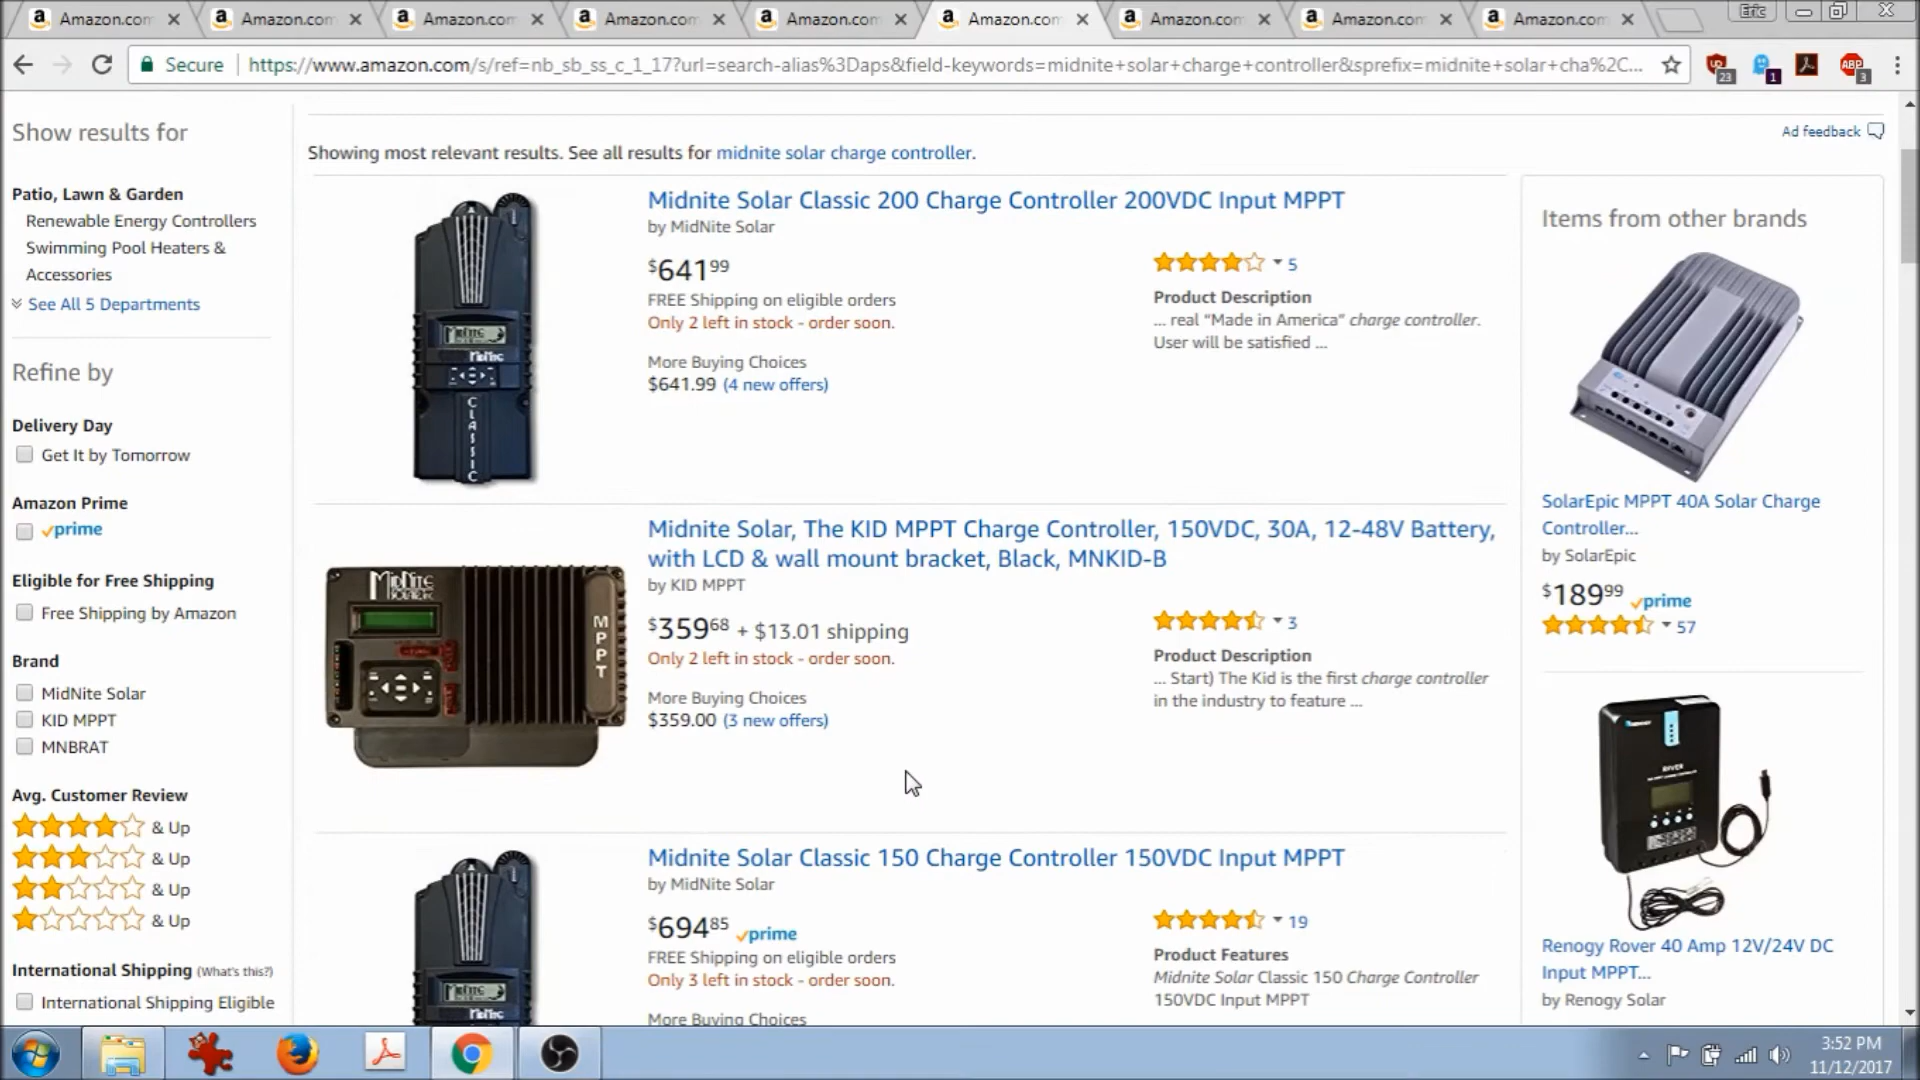 Amazon.com
Amazon.com
Amazon.com
Amazon.com
Amazon.com
Amazon.com
Amazon.com
Amazon.com
Amazon.com
Eric
Secure
https://www.amazon.com/s/ref=nb_sb_ss_c_1_17?url=search-alias%3Daps&field-keywords=midnite+solar+charge+controller&sprefix=midnite+solar+cha%2C...
23
1
ABP
3
Show results for
Patio, Lawn & Garden
Renewable Energy Controllers
Swimming Pool Heaters &
Accessories
See All 5 Departments
Refine by
Delivery Day
Get It by Tomorrow
Amazon Prime
prime
Eligible for Free Shipping
Free Shipping by Amazon
Brand
MidNite Solar
KID MPPT
MNBRAT
Avg. Customer Review
& Up
& Up
& Up
& Up
International Shipping (What's this?)
International Shipping Eligible
Ad feedback
Showing most relevant results. See all results for midnite solar charge controller.
Midnite Solar Classic 200 Charge Controller 200VDC Input MPPT
by MidNite Solar
$641 99
FREE Shipping on eligible orders
Only 2 left in stock - order soon.
More Buying Choices
$641.99 (4 new offers)
5
Product Description
... real “Made in America” charge controller.
User will be satisfied ...
MidNite
CLASSIC
Midnite Solar, The KID MPPT Charge Controller, 150VDC, 30A, 12-48V Battery,
with LCD & wall mount bracket, Black, MNKID-B
by KID MPPT
$359 68 + $13.01 shipping
Only 2 left in stock - order soon.
More Buying Choices
$359.00 (3 new offers)
3
Product Description
... Start) The Kid is the first charge controller
in the industry to feature ...
MIDNITE
SOLAR
MPPT
Midnite Solar Classic 150 Charge Controller 150VDC Input MPPT
by MidNite Solar
$694 85 prime
FREE Shipping on eligible orders
Only 3 left in stock - order soon.
More Buying Choices
19
Product Features
Midnite Solar Classic 150 Charge Controller
150VDC Input MPPT
MidNite
Items from other brands
SolarEpic MPPT 40A Solar Charge
Controller...
by SolarEpic
$189 99 prime
57
ROVER
Renogy Rover 40 Amp 12V/24V DC
Input MPPT...
by Renogy Solar
3:52 PM
11/12/2017